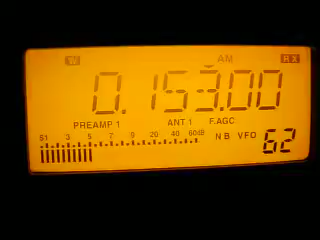 W AM RX
0.153.00
PREAMP 1 ANT 1 F.AGC
S1 3 5 7 9 20 40 60dB NB VFO 62